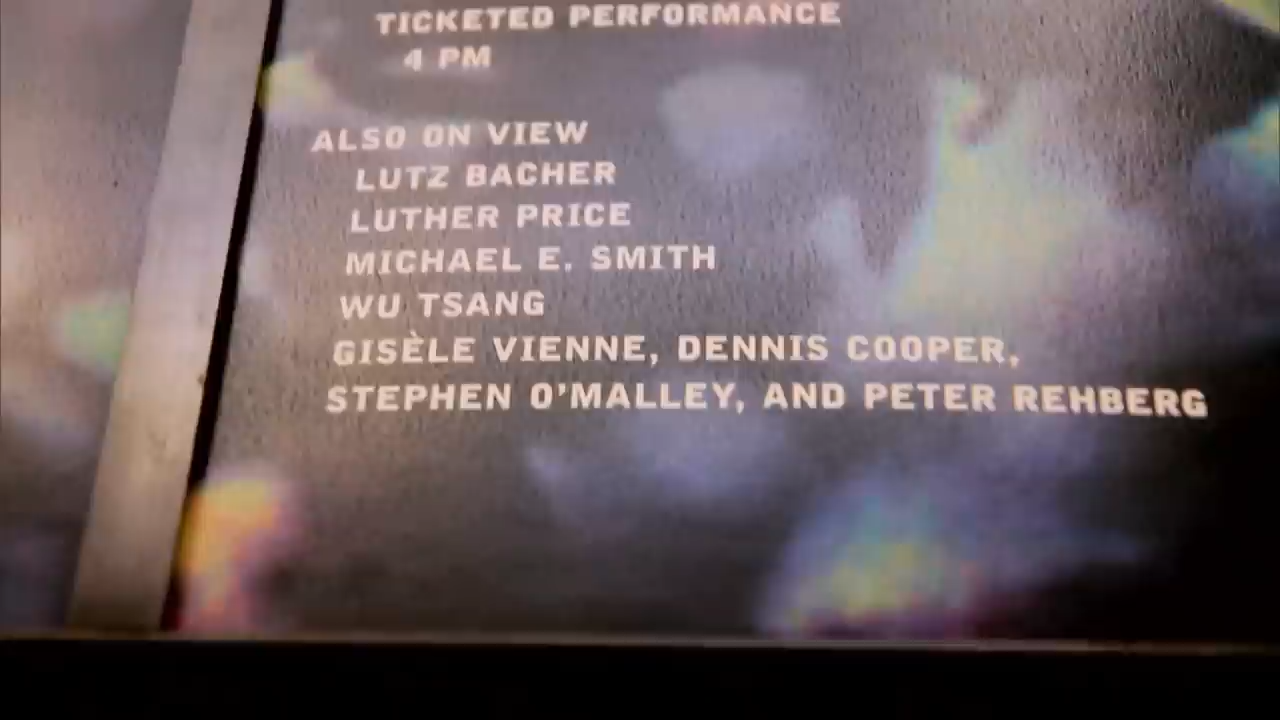 TICKETED PERFORMANCE
4 PM
ALSO ON VIEW
LUTZ BACHER
LUTHER PRICE
MICHAEL E. SMITH
WU TSANG
GISÈLE VIENNE, DENNIS COOPER,
STEPHEN O'MALLEY, AND PETER REHBERG